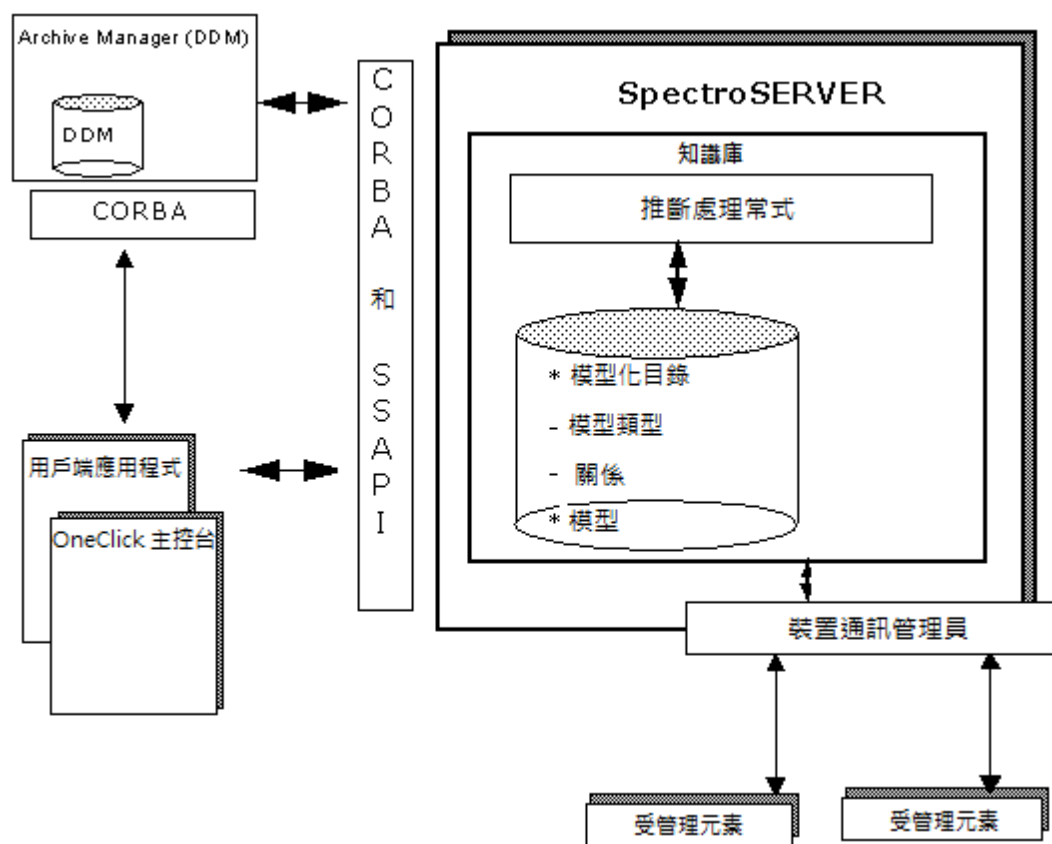 Archive Manager (DDM)
DDM
CORBA
CORBA 和 SSAPI
用戶端應用程式
OneClick 主控台
SpectroSERVER
知識庫
推斷處理常式
* 模型化目錄
- 模型類型
- 關係
* 模型
裝置通訊管理員
受管理元素
受管理元素